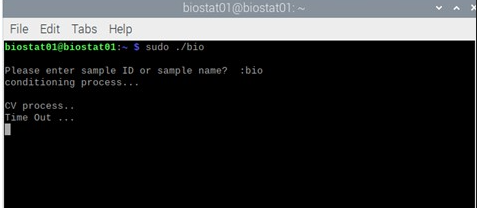 biostat01@biostat01: ~
File Edit Tabs Help
biostat01@biostat01:~ $ sudo ./bio
Please enter sample ID or sample name?  :bio
conditioning process...
CV process..
Time Out ...